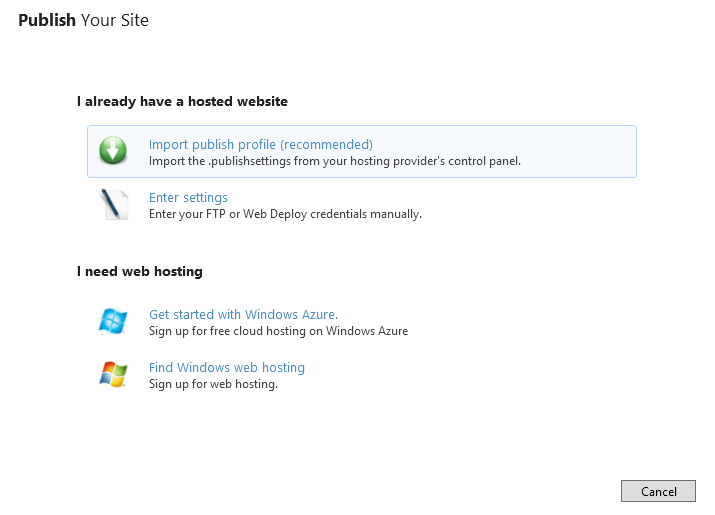 Publish Your Site
I already have a hosted website
Import publish profile (recommended)
Import the .publishsettings from your hosting provider's control panel.
Enter settings
Enter your FTP or Web Deploy credentials manually.
I need web hosting
Get started with Windows Azure.
Sign up for free cloud hosting on Windows Azure
Find Windows web hosting
Sign up for web hosting.
Cancel